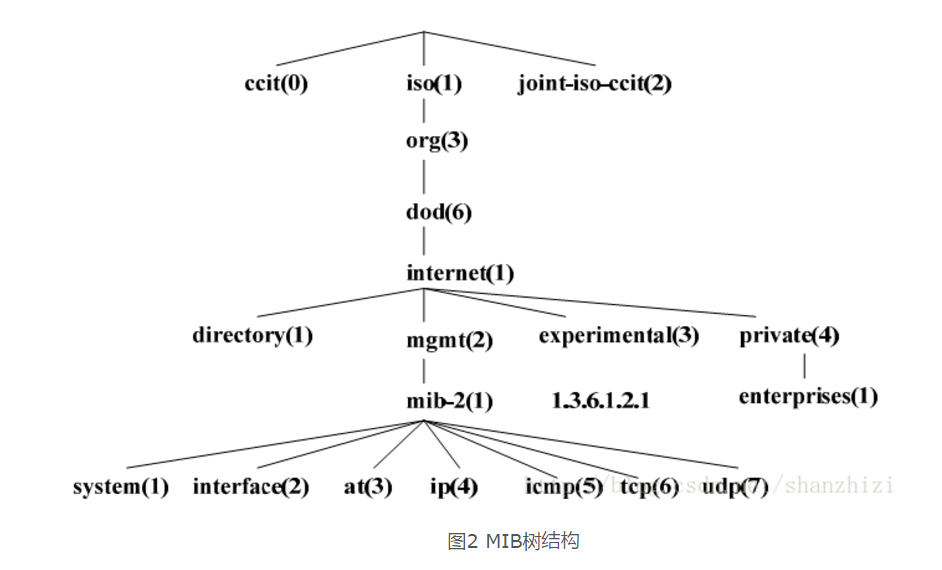 ccit(0) iso(1) joint-iso-ccit(2)
org(3)
dod(6)
internet(1)
directory(1) mgmt(2) experimental(3) private(4)
mib-2(1) 1.3.6.1.2.1 enterprises(1)
system(1) interface(2) at(3) ip(4) icmp(5) tcp(6) udp(7)
图2 MIB树结构